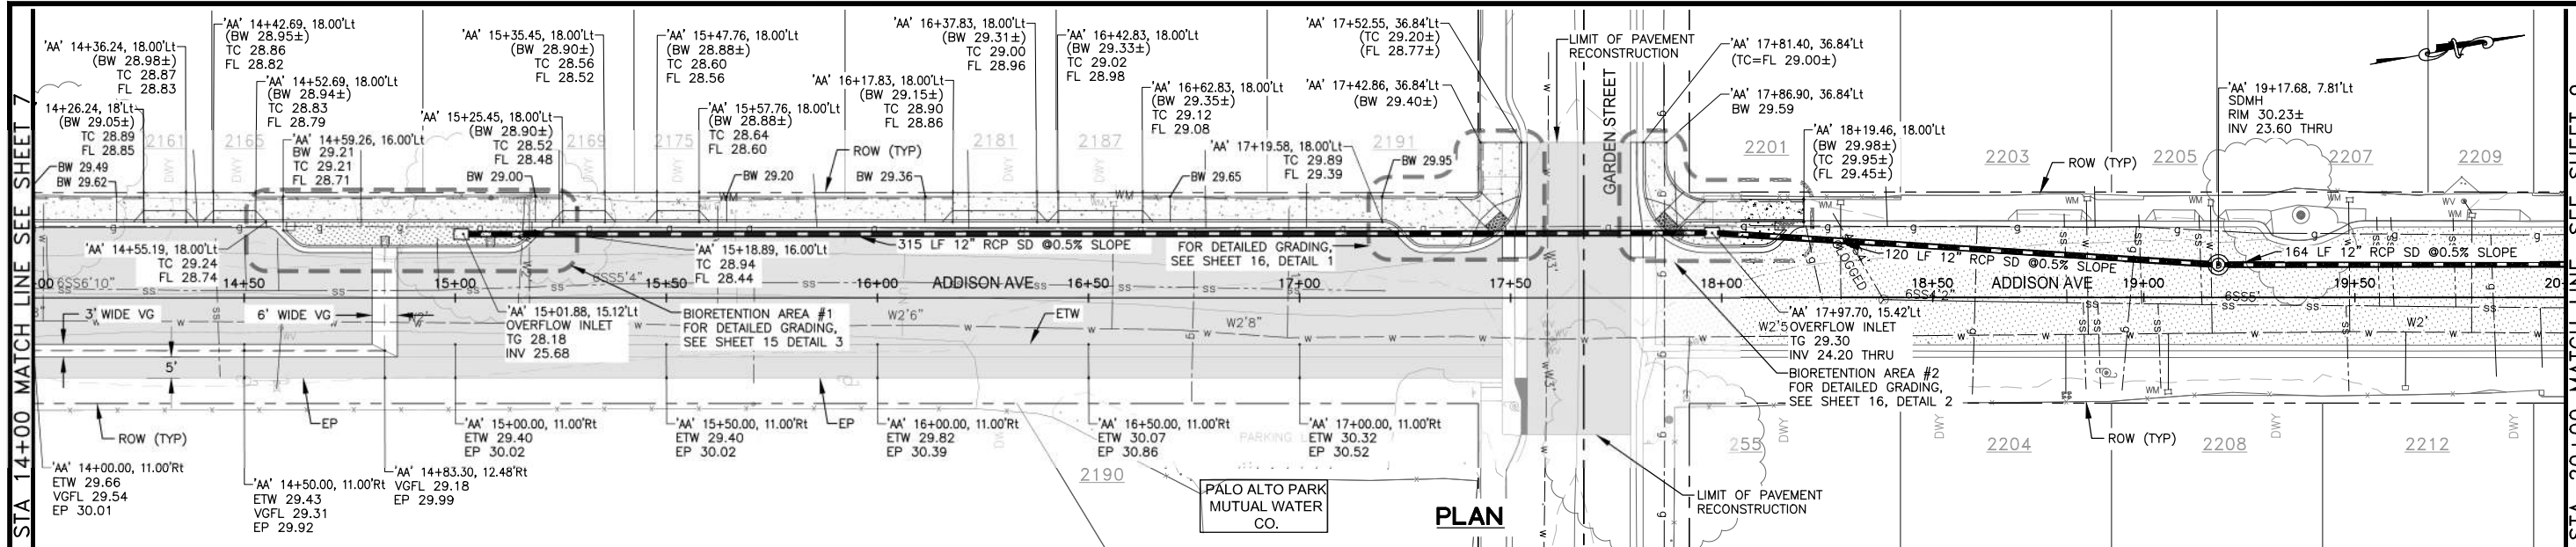 STA 14+00 MATCH LINE SEE SHEET 7
'AA' 14+36.24, 18.00'Lt
(BW 28.98±)
TC 28.87
FL 28.83
14+26.24, 18'Lt
(BW 29.05±)
TC 28.89
FL 28.85
BW 29.49
BW 29.62
'AA' 14+42.69, 18.00'Lt
(BW 28.95±)
TC 28.86
FL 28.82
'AA' 14+52.69, 18.00'Lt
(BW 28.94±)
TC 28.83
FL 28.79
'AA' 14+59.26, 16.00'Lt
BW 29.21
TC 29.21
FL 28.71
'AA' 15+35.45, 18.00'Lt
(BW 28.90±)
TC 28.56
FL 28.52
'AA' 15+25.45, 18.00'Lt
(BW 28.90±)
TC 28.52
FL 28.48
BW 29.00
'AA' 15+47.76, 18.00'Lt
(BW 28.88±)
TC 28.60
FL 28.56
'AA' 15+57.76, 18.00'Lt
(BW 28.88±)
TC 28.64
FL 28.60
BW 29.20
ROW (TYP)
'AA' 16+37.83, 18.00'Lt
(BW 29.31±)
TC 29.00
FL 28.96
'AA' 16+17.83, 18.00'Lt
(BW 29.15±)
TC 28.90
FL 28.86
BW 29.36
'AA' 16+42.83, 18.00'Lt
(BW 29.33±)
TC 29.02
FL 28.98
'AA' 16+62.83, 18.00'Lt
(BW 29.35±)
TC 29.12
FL 29.08
BW 29.65
'AA' 17+19.58, 18.00'Lt
TC 29.89
FL 29.39
BW 29.95
'AA' 17+52.55, 36.84'Lt
(TC 29.20±)
(FL 28.77±)
'AA' 17+42.86, 36.84'Lt
(BW 29.40±)
LIMIT OF PAVEMENT
RECONSTRUCTION
GARDEN STREET
'AA' 17+81.40, 36.84'Lt
(TC=FL 29.00±)
'AA' 17+86.90, 36.84'Lt
BW 29.59
'AA' 18+19.46, 18.00'Lt
(BW 29.98±)
(TC 29.95±)
(FL 29.45±)
ROW (TYP)
'AA' 19+17.68, 7.81'Lt
SDMH
RIM 30.23±
INV 23.60 THRU
2161
2165
2169
2175
2181
2187
2191
2201
2203
2205
2207
2209
DWY
DWY
DWY
DWY
DWY
WM
WM
WM
WM
WM
WM
WM
WV
'AA' 14+55.19, 18.00'Lt
TC 29.24
FL 28.74
'AA' 15+18.89, 16.00'Lt
TC 28.94
FL 28.44
315 LF 12" RCP SD @0.5% SLOPE
FOR DETAILED GRADING,
SEE SHEET 16, DETAIL 1
120 LF 12" RCP SD @0.5% SLOPE
164 LF 12" RCP SD @0.5% SLOPE
PLUGGED
6SS6'10"
14+50
15+00
6SS5'4"
15+50
16+00
ADDISON AVE
16+50
17+00
17+50
18+00
18+50
6SS4'2"
ADDISON AVE
19+00
6SS5'
19+50
3' WIDE VG
6' WIDE VG
5'
'AA' 15+01.88, 15.12'Lt
OVERFLOW INLET
TG 28.18
INV 25.68
BIORETENTION AREA #1
FOR DETAILED GRADING,
SEE SHEET 15 DETAIL 3
W2'6"
W2'8"
ETW
'AA' 17+97.70, 15.42'Lt
W2'5
OVERFLOW INLET
TG 29.30
INV 24.20 THRU
BIORETENTION AREA #2
FOR DETAILED GRADING,
SEE SHEET 16, DETAIL 2
W2'
ROW (TYP)
EP
EP
'AA' 14+00.00, 11.00'Rt
ETW 29.66
VGFL 29.54
EP 30.01
'AA' 14+50.00, 11.00'Rt
ETW 29.43
VGFL 29.31
EP 29.92
'AA' 14+83.30, 12.48'Rt
VGFL 29.18
EP 29.99
'AA' 15+00.00, 11.00'Rt
ETW 29.40
EP 30.02
'AA' 15+50.00, 11.00'Rt
ETW 29.40
EP 30.02
'AA' 16+00.00, 11.00'Rt
ETW 29.82
EP 30.39
'AA' 16+50.00, 11.00'Rt
ETW 30.07
EP 30.86
'AA' 17+00.00, 11.00'Rt
ETW 30.32
EP 30.52
2190
PALO ALTO PARK
MUTUAL WATER
CO.
PLAN
LIMIT OF PAVEMENT
RECONSTRUCTION
255
DWY
DWY
2204
ROW (TYP)
2208
DWY
2212
DWY